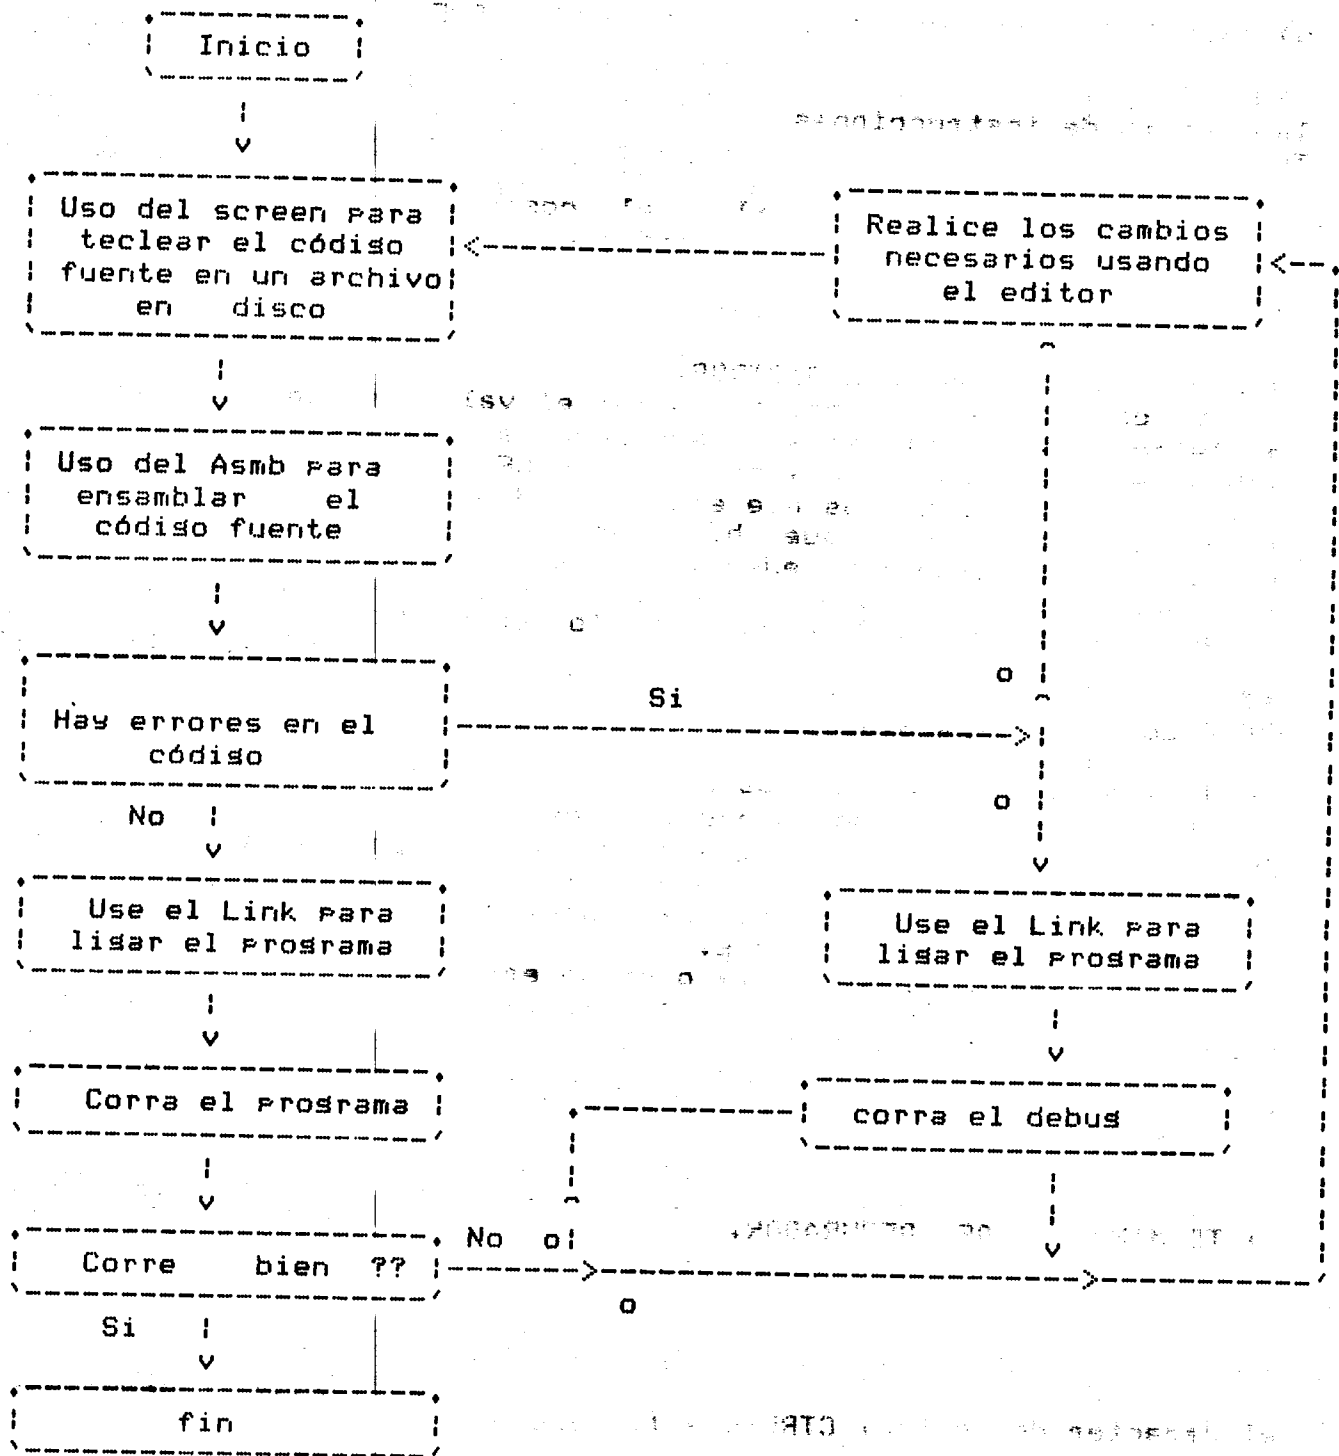 Inicio
Uso del screen para
teclear el código
fuente en un archivo
en disco
Realice los cambios
necesarios usando
el editor
Uso del Asmb para
ensamblar el
código fuente
Hay errores en el
código
Si
o
No
o
Use el Link para
ligar el programa
Use el Link para
ligar el programa
Corra el programa
corra el debug
Corre bien ??
No o
o
Si
fin